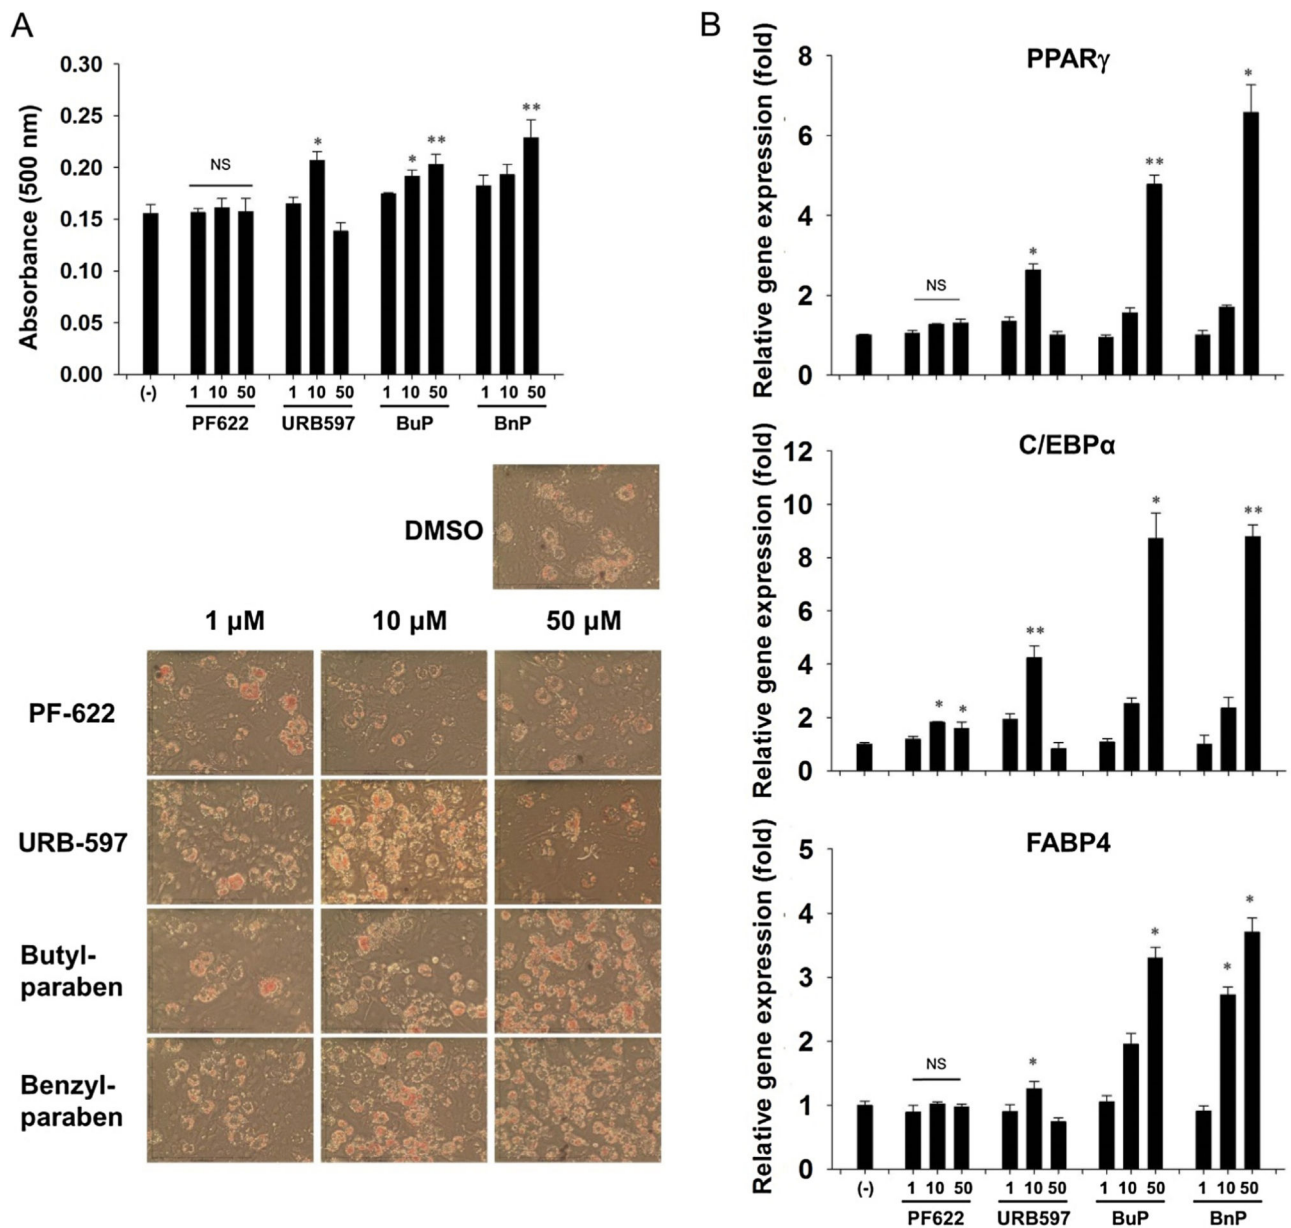 A
Absorbance (500 nm)
0.30
0.25
0.20
0.15
0.10
0.05
0.00
NS
*
*
**
**
(-) 1 10 50 1 10 50 1 10 50 1 10 50
PF622 URB597 BuP BnP
DMSO
1 µM 10 µM 50 µM
PF-622
URB-597
Butyl-
paraben
Benzyl-
paraben
B
PPARγ
Relative gene expression (fold)
8
6
4
2
0
NS
*
**
*
C/EBPα
Relative gene expression (fold)
12
10
8
6
4
2
0
*
*
**
*
**
FABP4
Relative gene expression (fold)
5
4
3
2
1
0
NS
*
*
*
*
(-) 1 10 50 1 10 50 1 10 50 1 10 50
PF622 URB597 BuP BnP